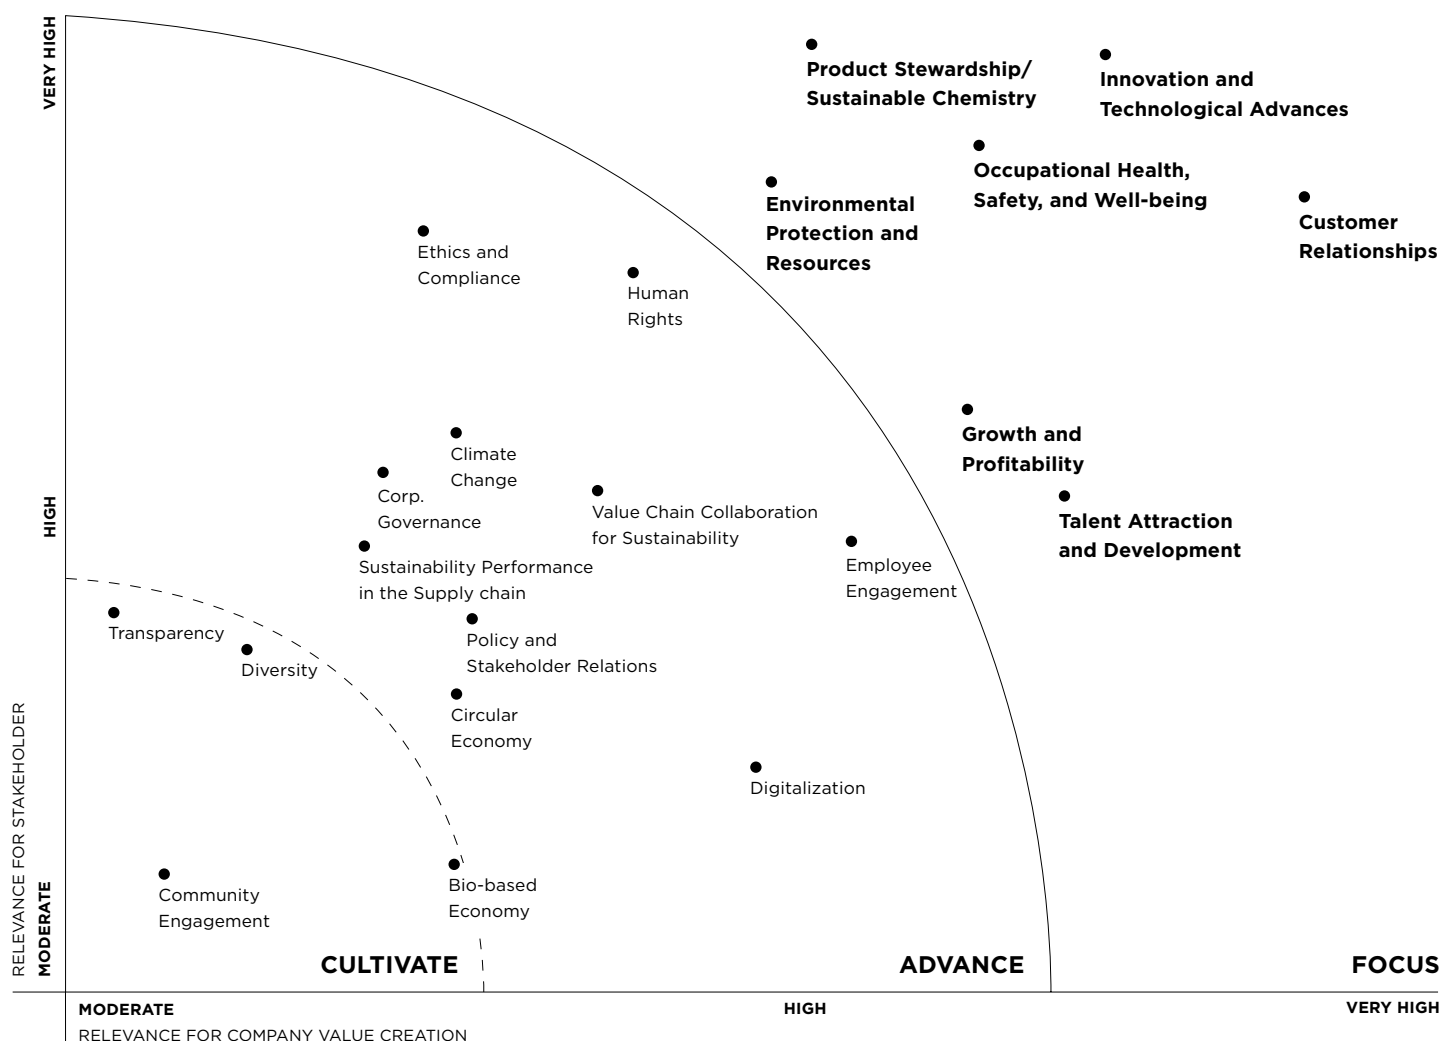 VERY HIGH
Product Stewardship/
Sustainable Chemistry
Innovation and
Technological Advances
Occupational Health,
Safety, and Well-being
Environmental
Protection and
Resources
Customer
Relationships
Ethics and
Compliance
Human
Rights
Growth and
Profitability
Climate
Change
Corp.
Governance
Value Chain Collaboration
for Sustainability
Talent Attraction
and Development
HIGH
Sustainability Performance
in the Supply chain
Employee
Engagement
Transparency
Policy and
Stakeholder Relations
Diversity
Circular
Economy
Digitalization
Community
Engagement
Bio-based
Economy
RELEVANCE FOR STAKEHOLDER
MODERATE
CULTIVATE
ADVANCE
FOCUS
MODERATE
HIGH
VERY HIGH
RELEVANCE FOR COMPANY VALUE CREATION